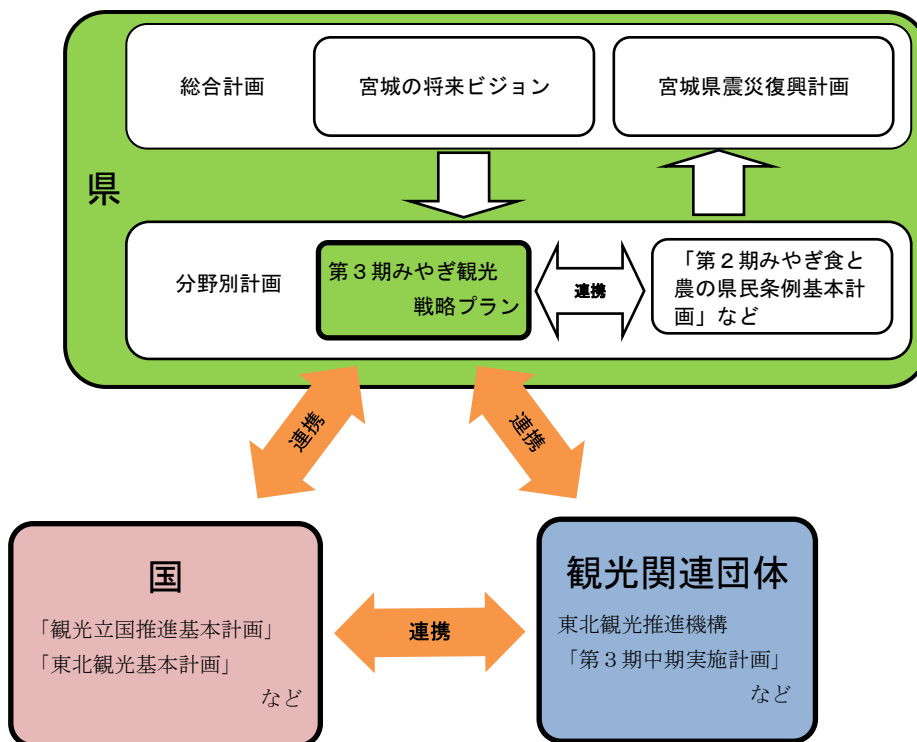 総合計画
宮城の将来ビジョン
宮城県震災復興計画
県
分野別計画
第３期みやぎ観光
戦略プラン
連携
「第２期みやぎ食と
農の県民条例基本計
画」など
連携
連携
国
「観光立国推進基本計画」
「東北観光基本計画」
など
連携
観光関連団体
東北観光推進機構
「第３期中期実施計画」
など